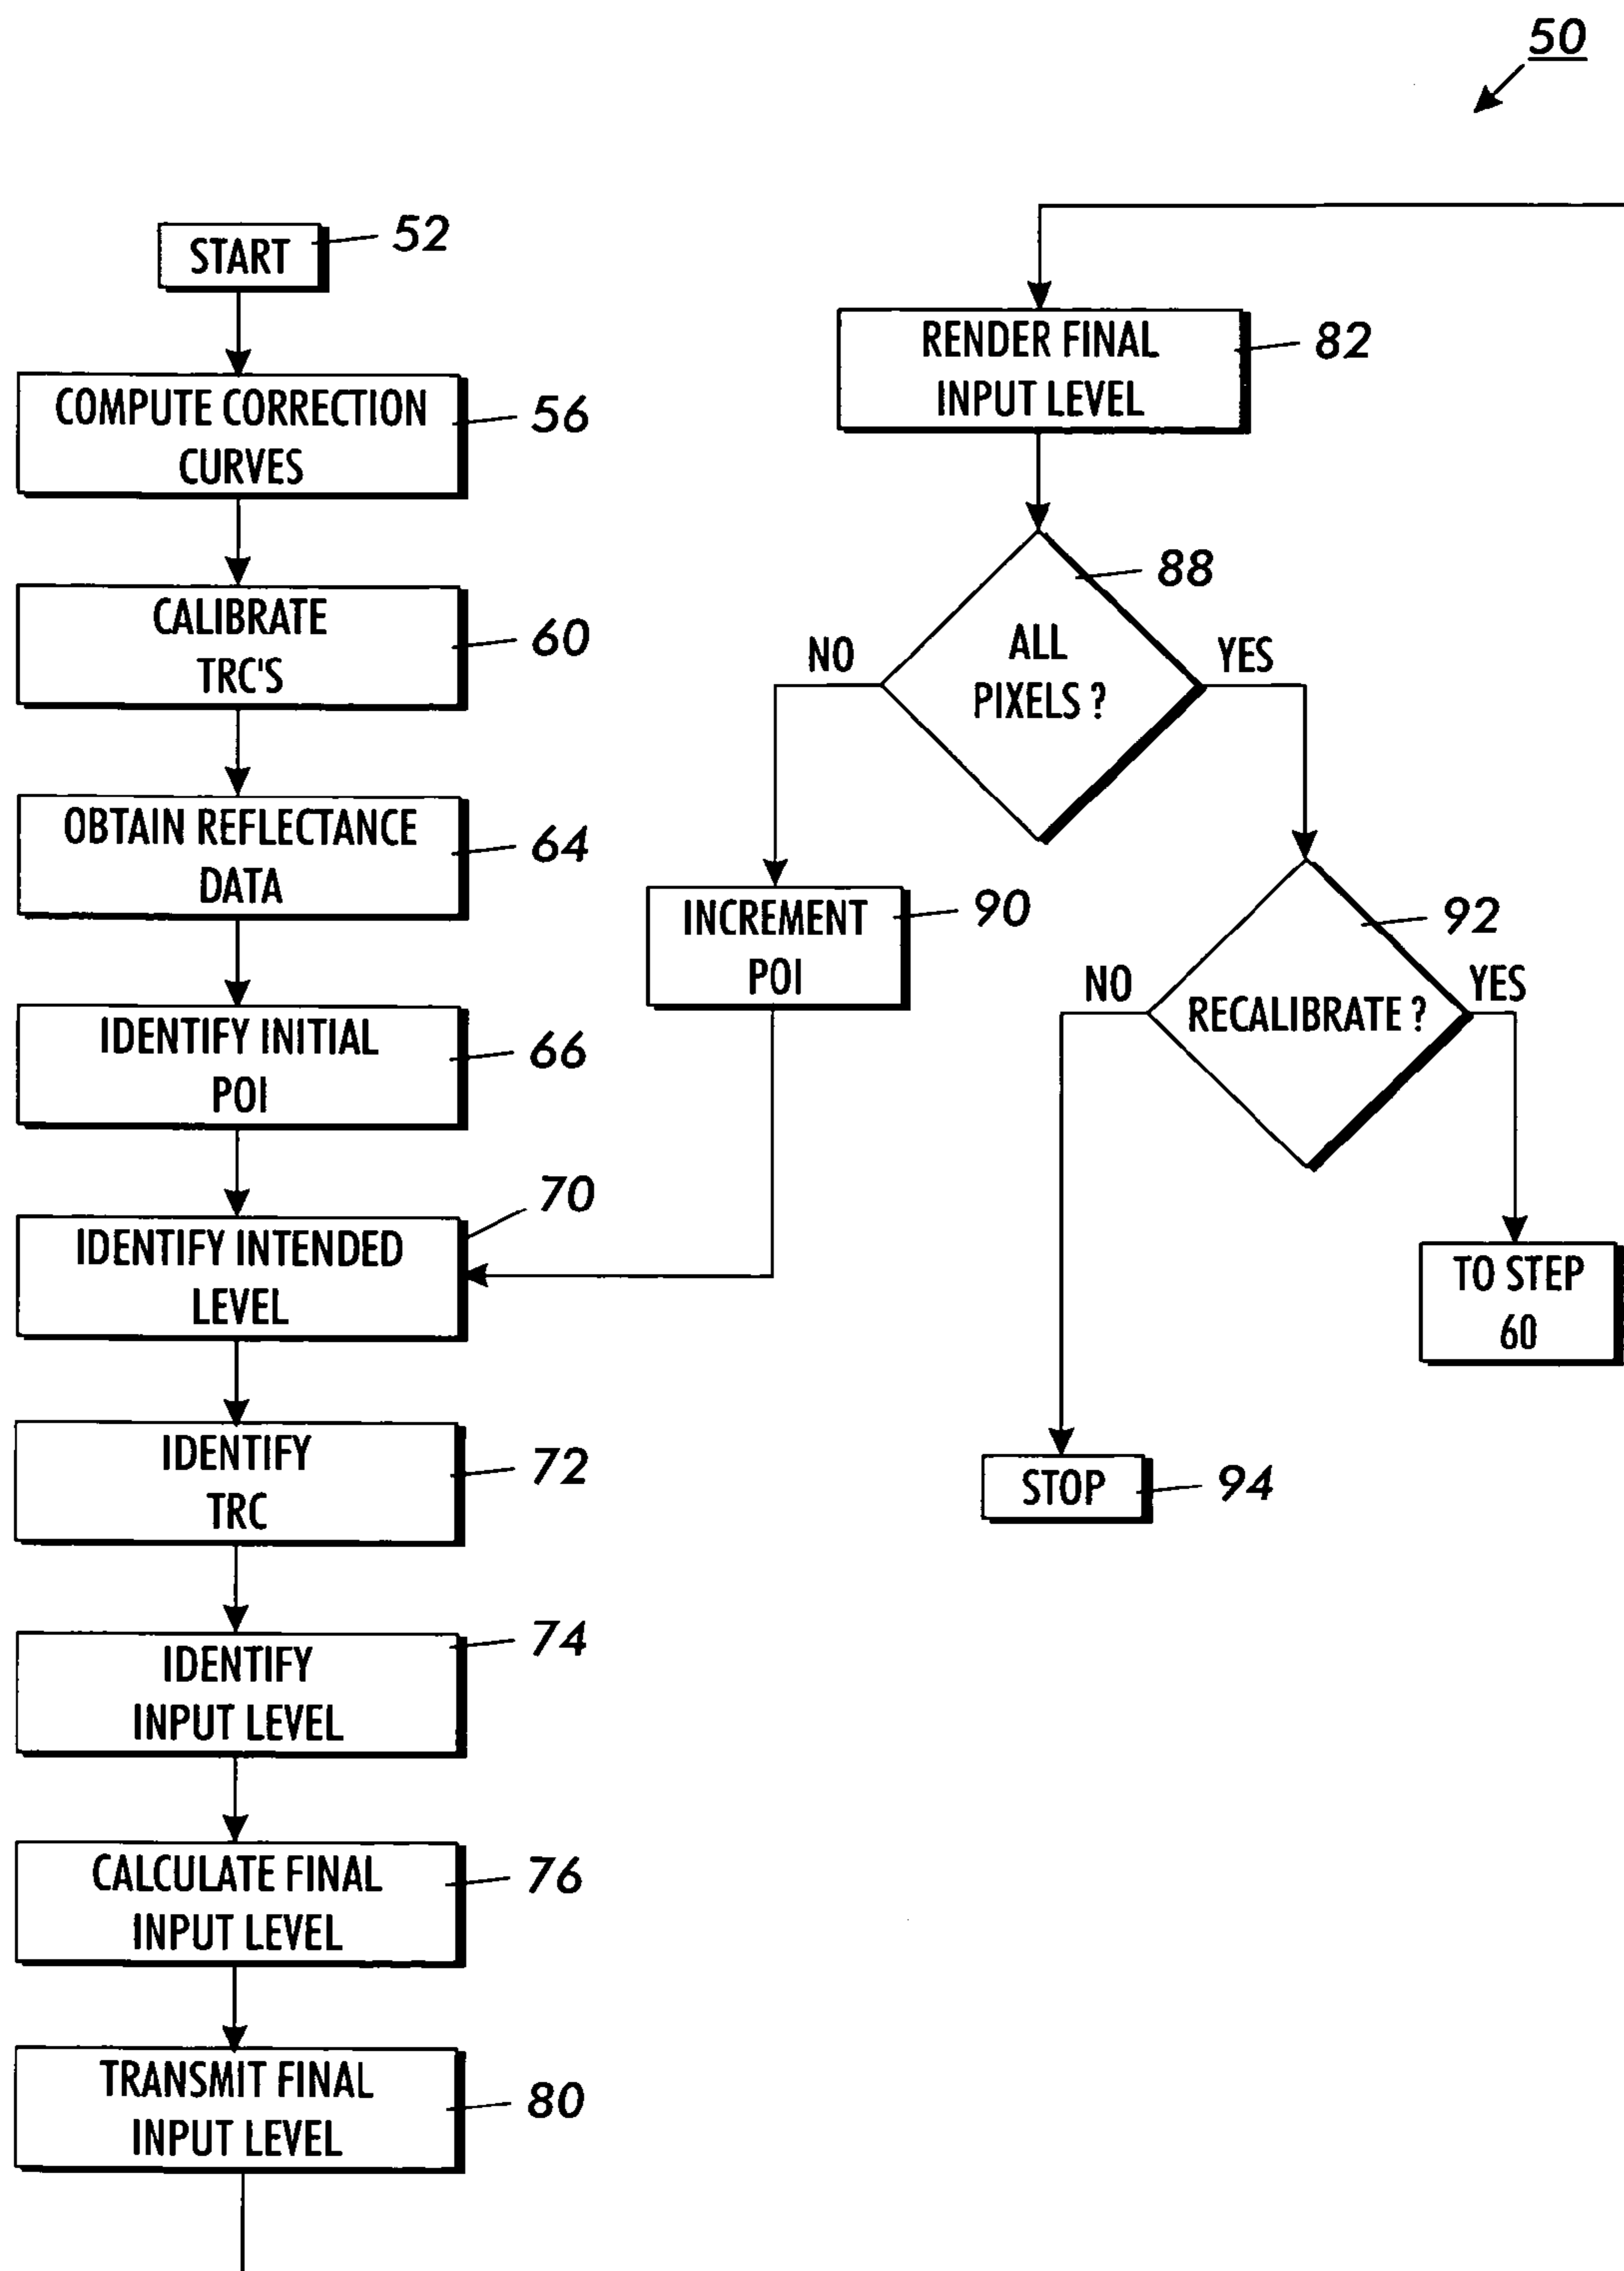 50
START
52
COMPUTE CORRECTION
CURVES
56
CALIBRATE
TRC'S
60
OBTAIN REFLECTANCE
DATA
64
IDENTIFY INITIAL
POI
66
IDENTIFY INTENDED
LEVEL
70
IDENTIFY
TRC
72
IDENTIFY
INPUT LEVEL
74
CALCULATE FINAL
INPUT LEVEL
76
TRANSMIT FINAL
INPUT LEVEL
80
RENDER FINAL
INPUT LEVEL
82
ALL
PIXELS ?
88
NO
YES
INCREMENT
POI
90
RECALIBRATE ?
92
NO
YES
TO STEP
60
STOP
94